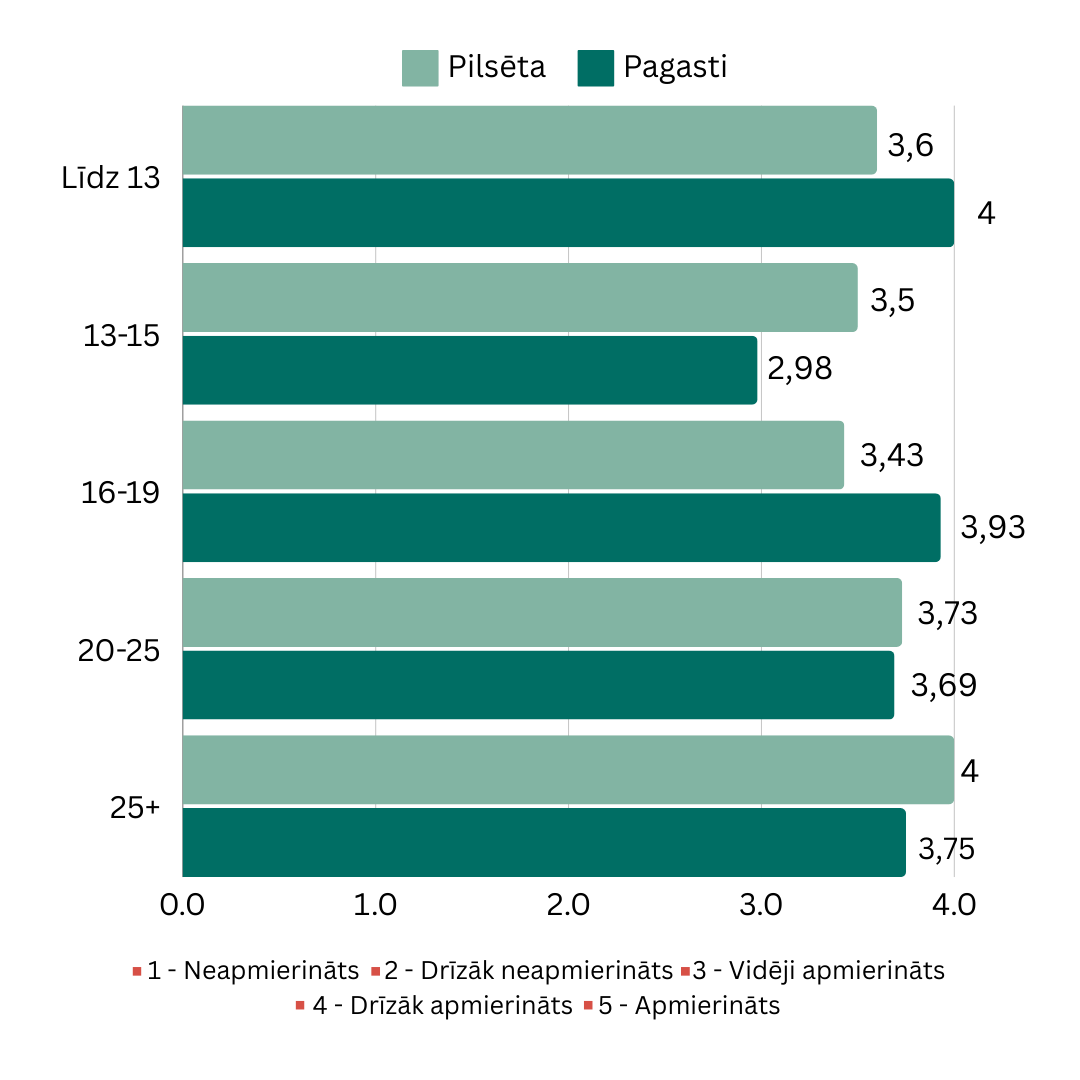 Pilsēta Pagasti
3,6
Līdz 13
4
3,5
13-15
2,98
3,43
16-19
3,93
3,73
20-25
3,69
4
25+
3,75
0.0 1.0 2.0 3.0 4.0
1 - Neapmierināts 2 - Drīzāk neapmierināts 3 - Vidēji apmierināts
4 - Drīzāk apmierināts 5 - Apmierināts